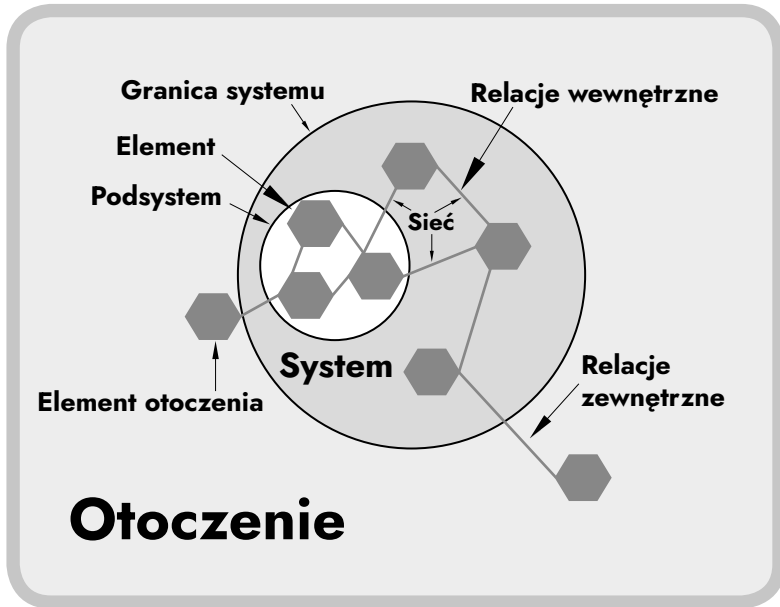 Granica systemu
Relacje wewnętrzne
Element
Podsystem
Sieć
System
Relacje
zewnętrzne
Element otoczenia
Otoczenie